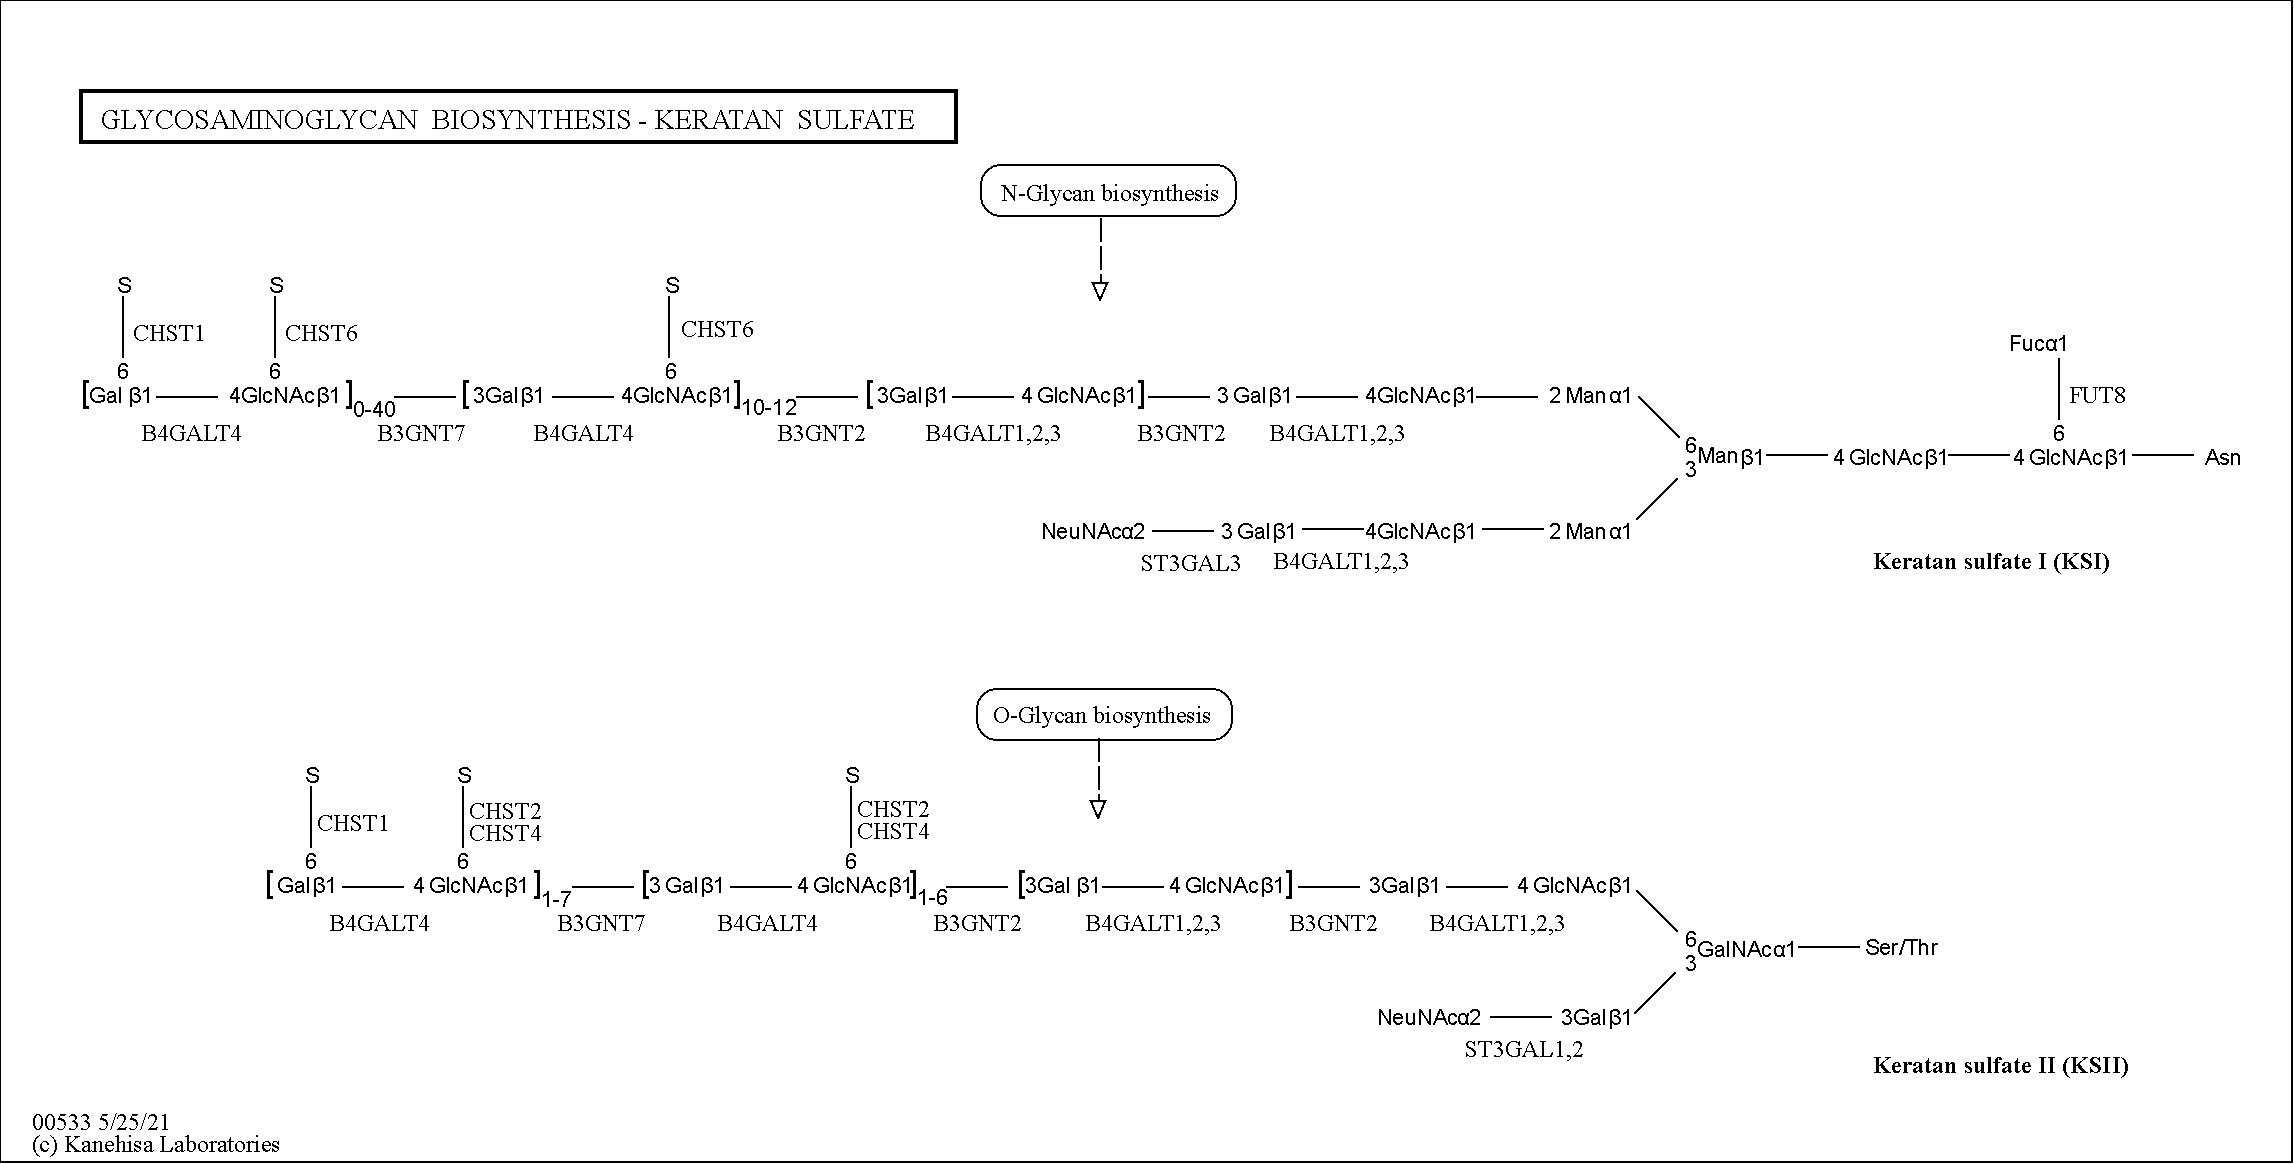 GLYCOSAMINOGLYCAN BIOSYNTHESIS - KERATAN SULFATE
N-Glycan biosynthesis
S S S
CHST1 CHST6 CHST6
Fucα1
6 6 6
FUT8
[Gal β1 4GlcNAcβ1]0-40 [3Galβ1 4GlcNAcβ1]10-12 [3Galβ1 4 GlcNAcβ1] 3 Galβ1 4GlcNAcβ1 2 Man α1
B4GALT4 B3GNT7 B4GALT4 B3GNT2 B4GALT1,2,3 B3GNT2 B4GALT1,2,3
6
6
3 Man β1 4 GlcNAcβ1 4 GlcNAcβ1 Asn
NeuNAcα2 3 Galβ1 4GlcNAcβ1 2 Man α1
ST3GAL3 B4GALT1,2,3
Keratan sulfate I (KSI)
O-Glycan biosynthesis
S S S
CHST1 CHST2 CHST2
CHST4 CHST4
6 6 6
[Galβ1 4 GlcNAcβ1]1-7 [3 Galβ1 4 GlcNAcβ1]1-6 [3Gal β1 4 GlcNAcβ1] 3Galβ1 4 GlcNAcβ1
B4GALT4 B3GNT7 B4GALT4 B3GNT2 B4GALT1,2,3 B3GNT2 B4GALT1,2,3
6
3 GalNAcα1 Ser/Thr
NeuNAcα2 3Galβ1
ST3GAL1,2
Keratan sulfate II (KSII)
00533 5/25/21
(c) Kanehisa Laboratories